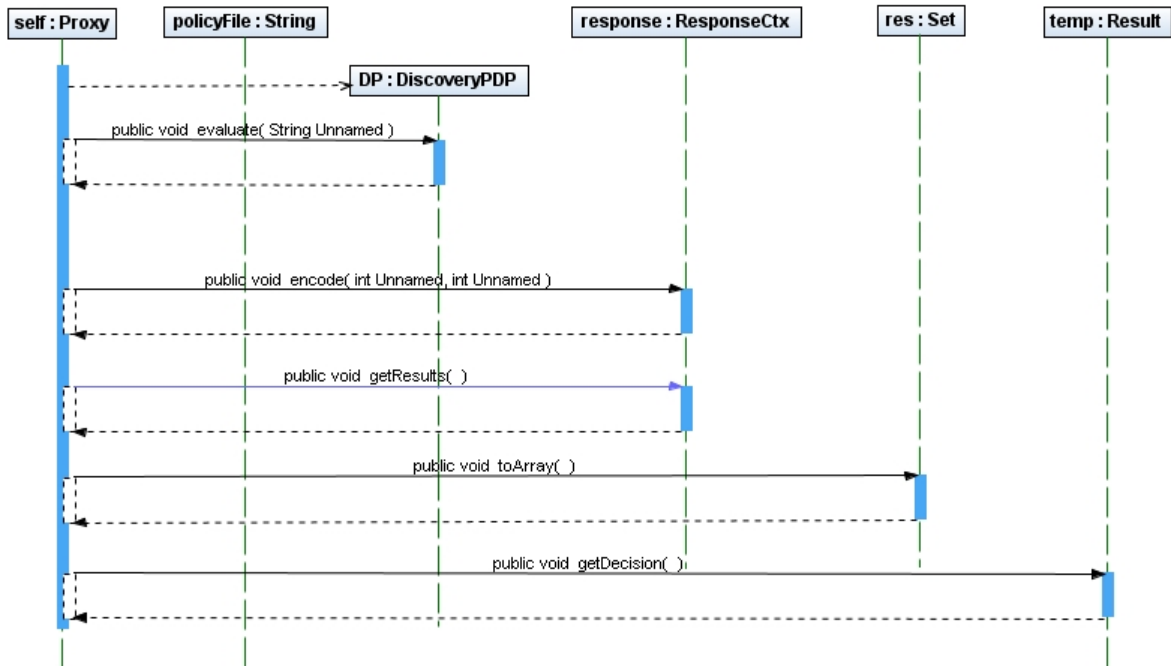 self : Proxy
policyFile : String
response : ResponseCtx
res : Set
temp : Result
DP : DiscoveryPDP
public void evaluate( String Unnamed )
public void encode( int Unnamed, int Unnamed )
public void getResults( )
public void toArray( )
public void getDecision( )